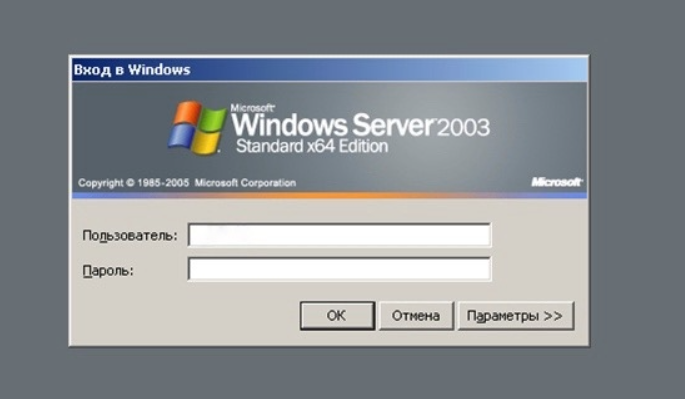 Вход в Windows
Microsoft
Windows Server 2003
Standard x64 Edition
Copyright © 1985-2005 Microsoft Corporation Microsoft
Пользователь:
Пароль:
OK Отмена Параметры >>